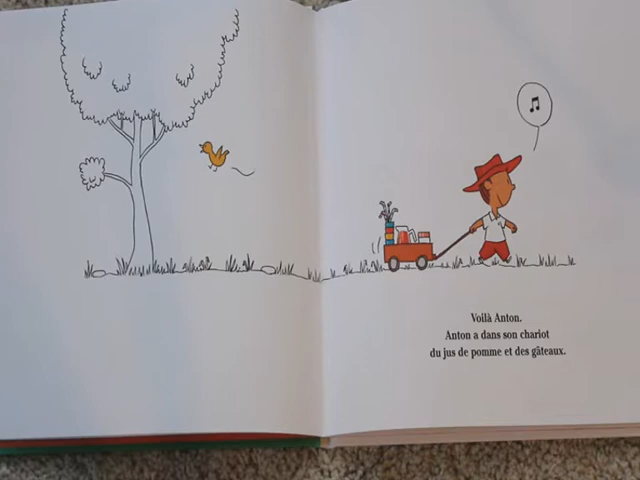 Voilà Anton.
Anton a dans son chariot
du jus de pomme et des gâteaux.